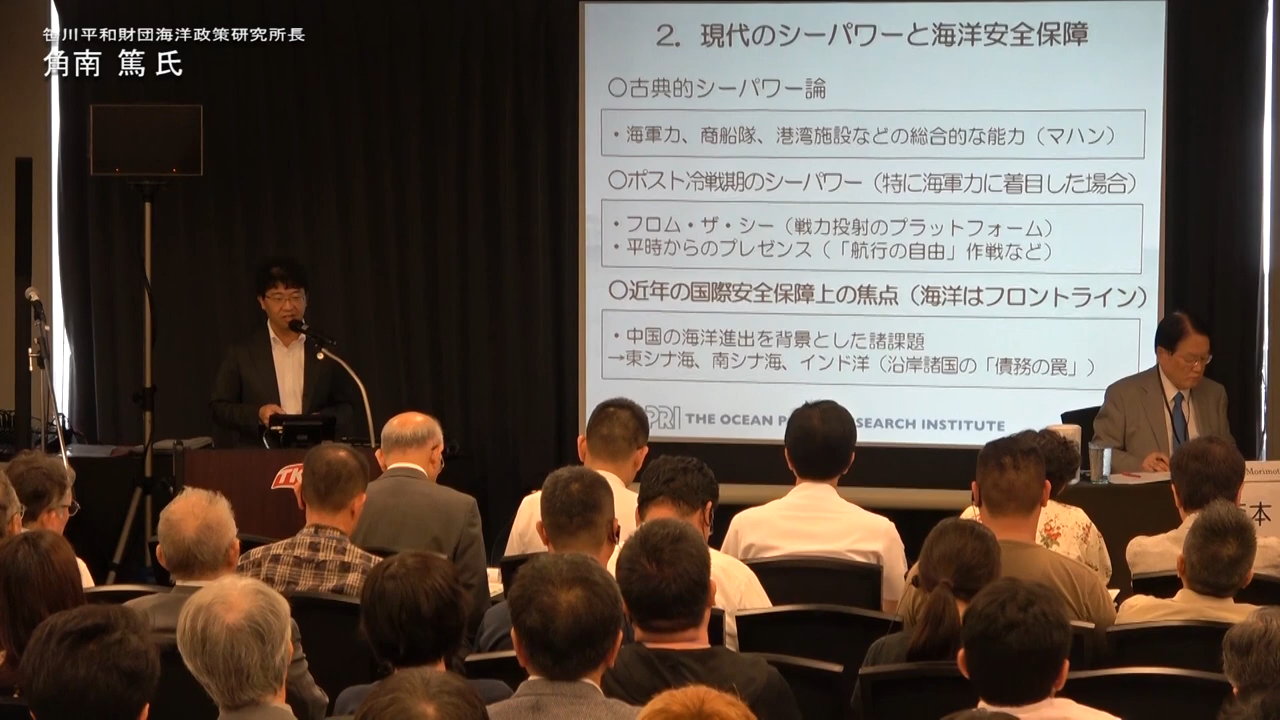 笹川平和財団海洋政策研究所長
角南 篤 氏
2. 現代のシーパワーと海洋安全保障
〇古典的シーパワー論
・海軍力、商船隊、港湾施設などの総合的な能力（マハン）
〇ポスト冷戦期のシーパワー（特に海軍力に着目した場合）
・フロム・ザ・シー（戦力投射のプラットフォーム）
・平時からのプレゼンス（「航行の自由」作戦など）
〇近年の国際安全保障上の焦点（海洋はフロントライン）
・中国の海洋進出を背景とした諸課題
→東シナ海、南シナ海、インド洋（沿岸諸国の「債務の罠」）
PRI THE OCEAN P SEARCH INSTITUTE
TK
Morimot
本